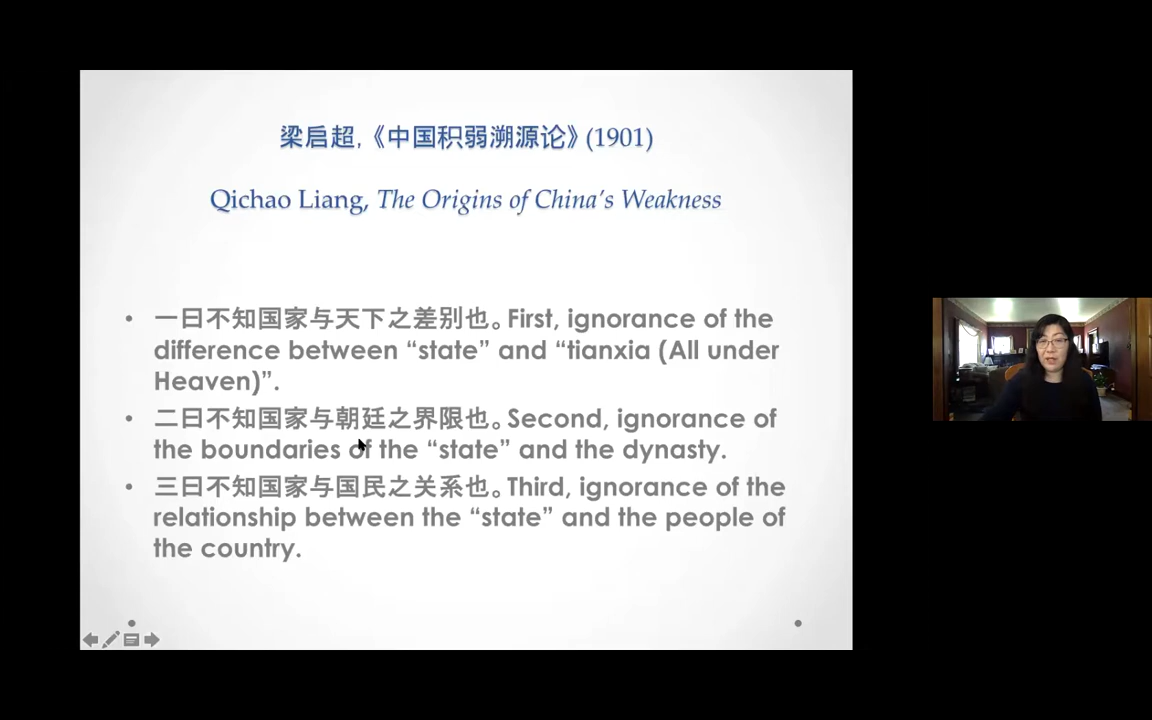 梁启超,《中国积弱溯源论》(1901)
Qichao Liang, The Origins of China's Weakness
• 一曰不知国家与天下之差别也。First, ignorance of the
difference between “state” and “tianxia (All under
Heaven)”.
• 二曰不知国家与朝廷之界限也。Second, ignorance of
the boundaries of the “state” and the dynasty.
• 三曰不知国家与国民之关系也。Third, ignorance of the
relationship between the “state” and the people of
the country.